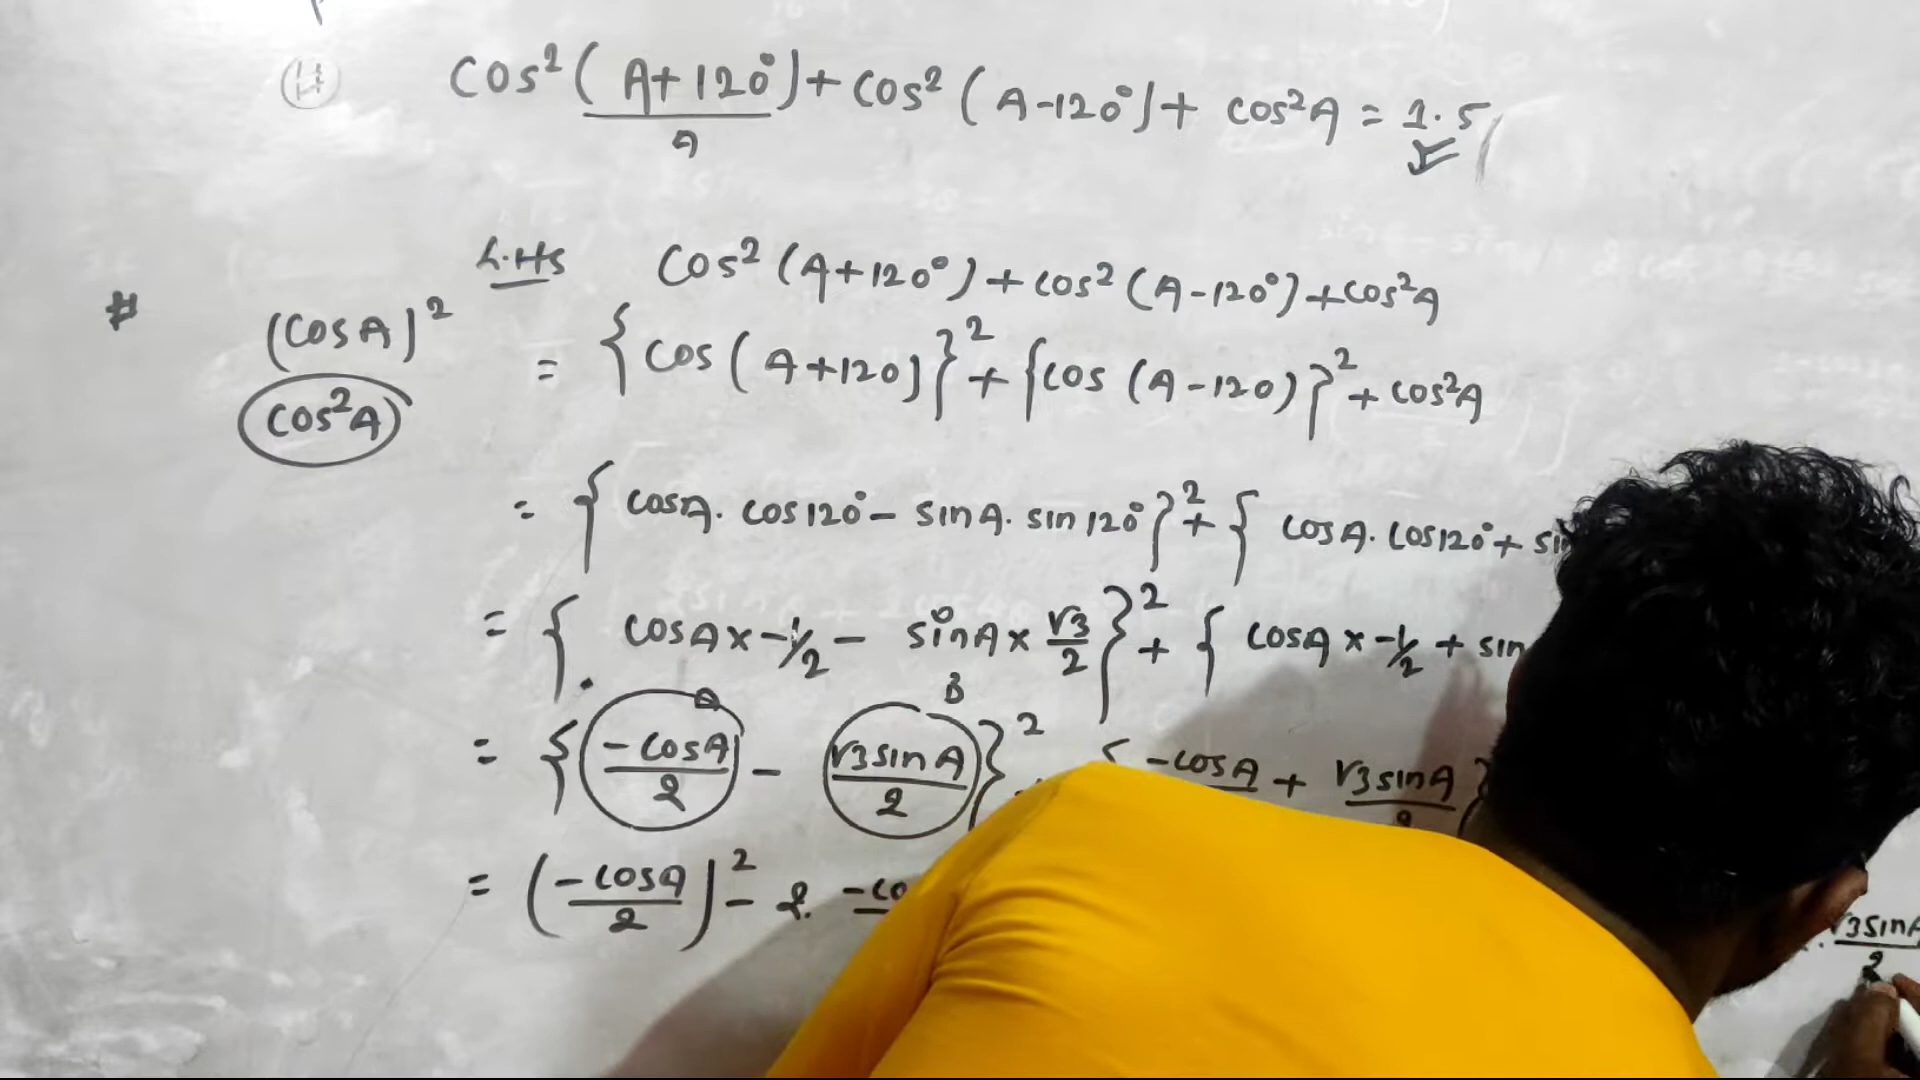 (H) cos² (A+120°) + cos² (A-120°) + cos²A = 1.5
A
L.H.S cos² (A+120°) + cos² (A-120°) + cos²A
# (cosA)²
= {cos (A+120)}² + {cos (A-120)}² + cos²A
cos²A
= {cosA. cos120° - sinA. sin120°}² + { cosA. cos120° +
= { cosA x -1/2 - sinA x √3/2 }² + { cosA x -1/2 + sin
B
= { -cosA/2 - √3sinA/2 }² { -cosA + √3sinA/2 }
= (-cosA/2)² - 2. √3sinA/2